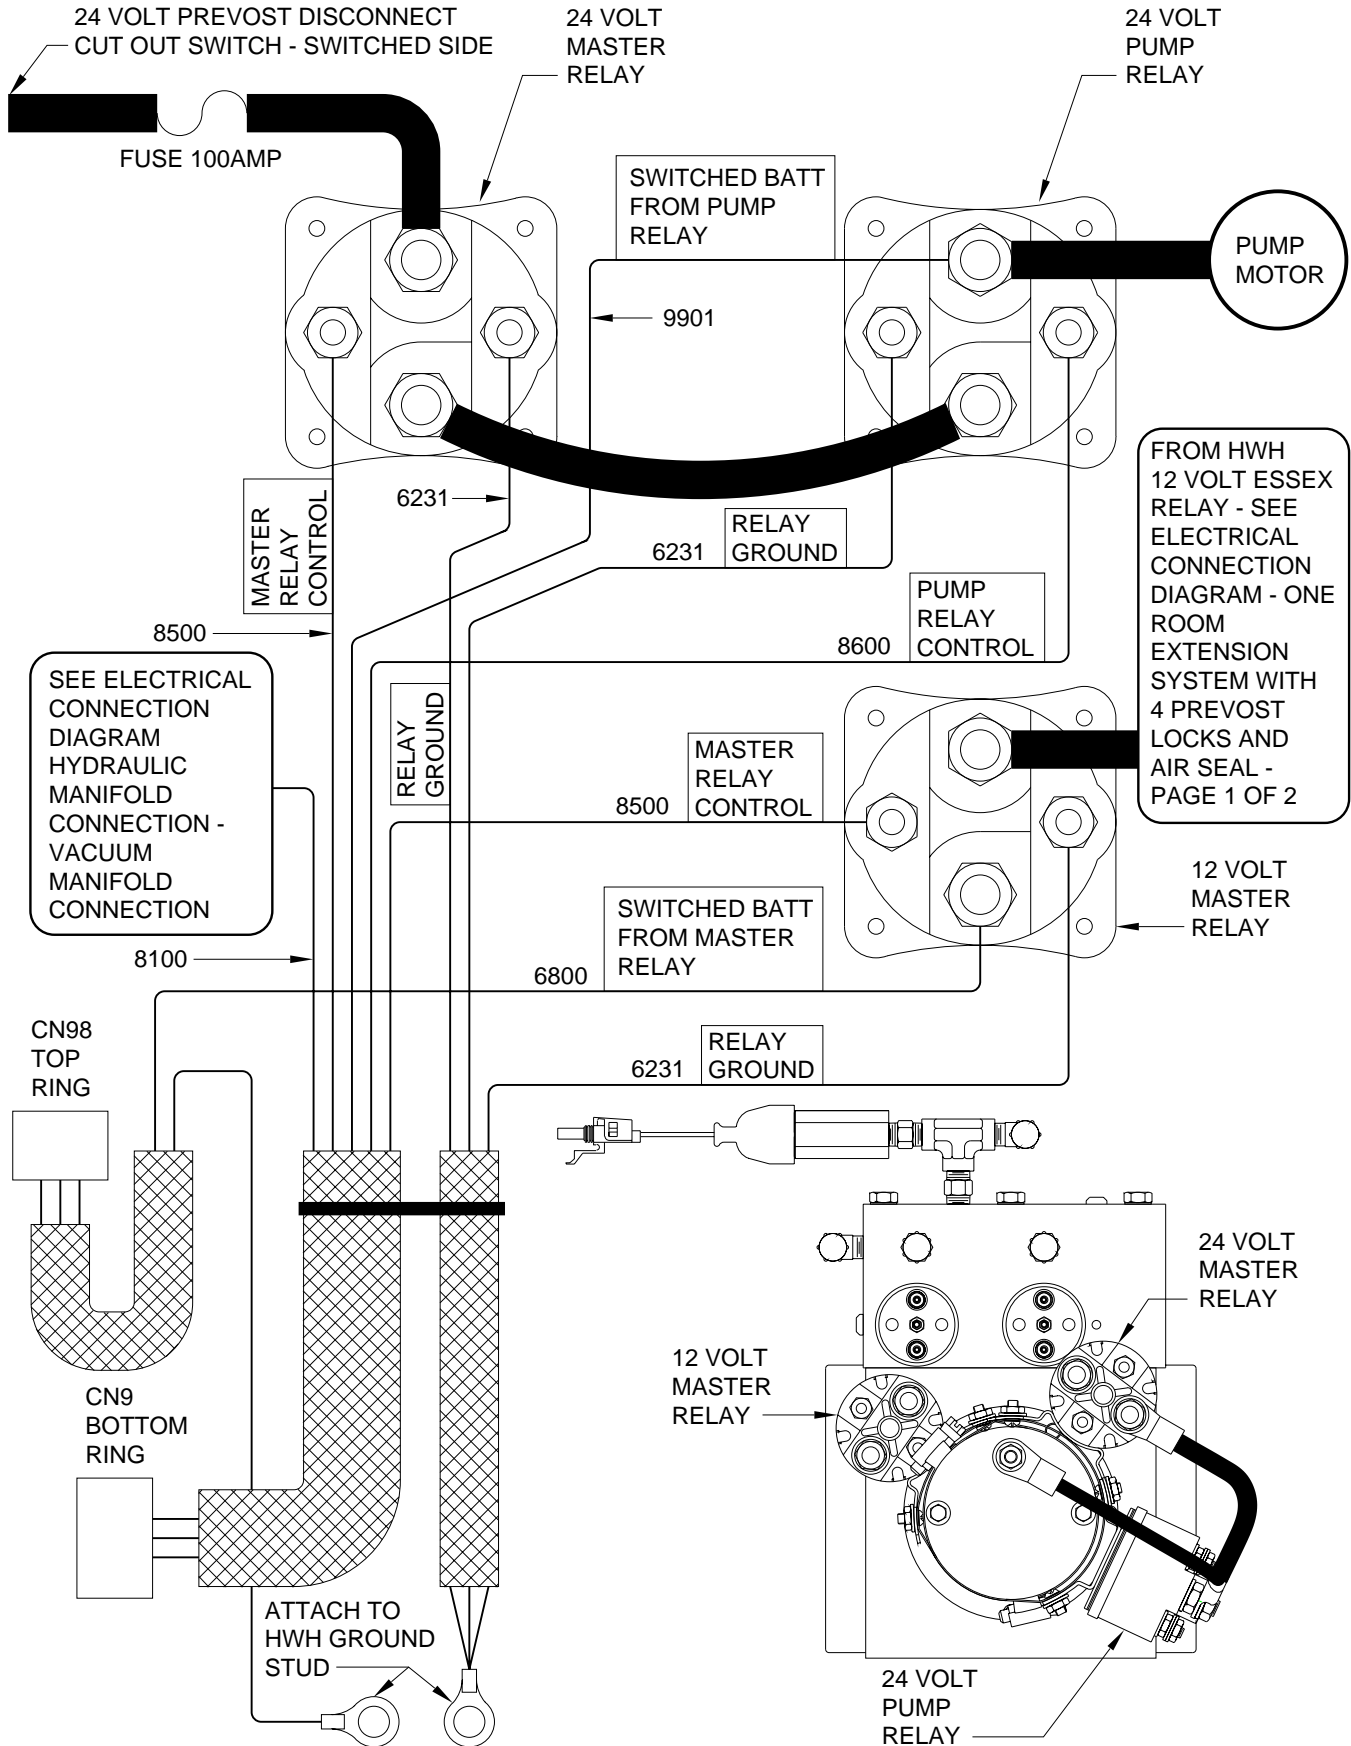 24 VOLT PREVOST DISCONNECT
CUT OUT SWITCH - SWITCHED SIDE
24 VOLT
MASTER
RELAY
24 VOLT
PUMP
RELAY
FUSE 100AMP
SWITCHED BATT
FROM PUMP
RELAY
PUMP
MOTOR
9901
MASTER
RELAY
CONTROL
6231
RELAY
GROUND
6231
FROM HWH
12 VOLT ESSEX
RELAY - SEE
ELECTRICAL
CONNECTION
DIAGRAM - ONE
ROOM
EXTENSION
SYSTEM WITH
4 PREVOST
LOCKS AND
AIR SEAL -
PAGE 1 OF 2
PUMP
RELAY
CONTROL
8500
8600
SEE ELECTRICAL
CONNECTION
DIAGRAM
HYDRAULIC
MANIFOLD
CONNECTION -
VACUUM
MANIFOLD
CONNECTION
RELAY
GROUND
MASTER
RELAY
CONTROL
8500
12 VOLT
MASTER
RELAY
SWITCHED BATT
FROM MASTER
RELAY
8100
6800
CN98
TOP
RING
RELAY
GROUND
6231
24 VOLT
MASTER
RELAY
12 VOLT
MASTER
RELAY
CN9
BOTTOM
RING
ATTACH TO
HWH GROUND
STUD
24 VOLT
PUMP
RELAY